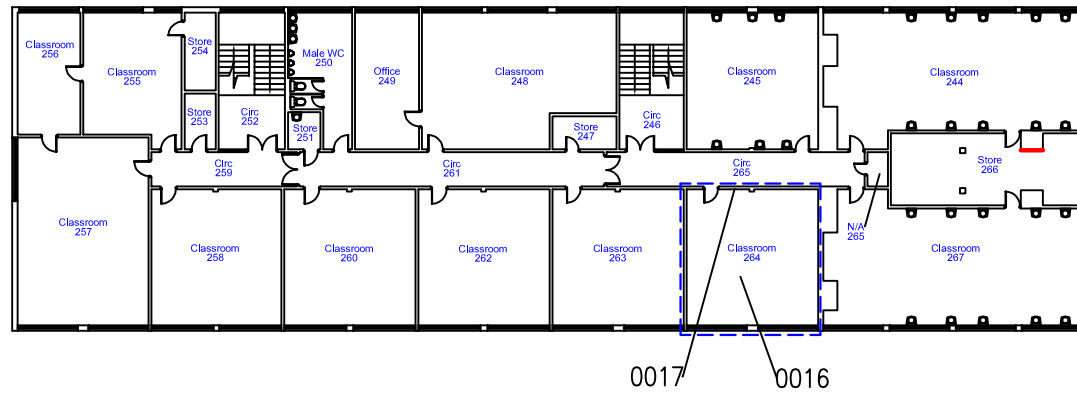 Classroom
256
Classroom
255
Store
254
Store
253
Circ
252
Male WC
250
Store
251
Office
249
Classroom
248
Store
247
Circ
246
Classroom
245
Classroom
244
CIrc
259
Circ
261
Circ
265
Store
266
N/A
265
Classroom
257
Classroom
258
Classroom
260
Classroom
262
Classroom
263
Classroom
264
Classroom
267
0017
0016